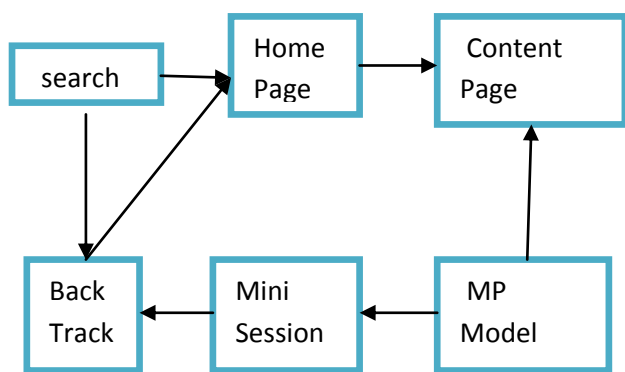 search
Home
Page
Content
Page
Back
Track
Mini
Session
MP
Model